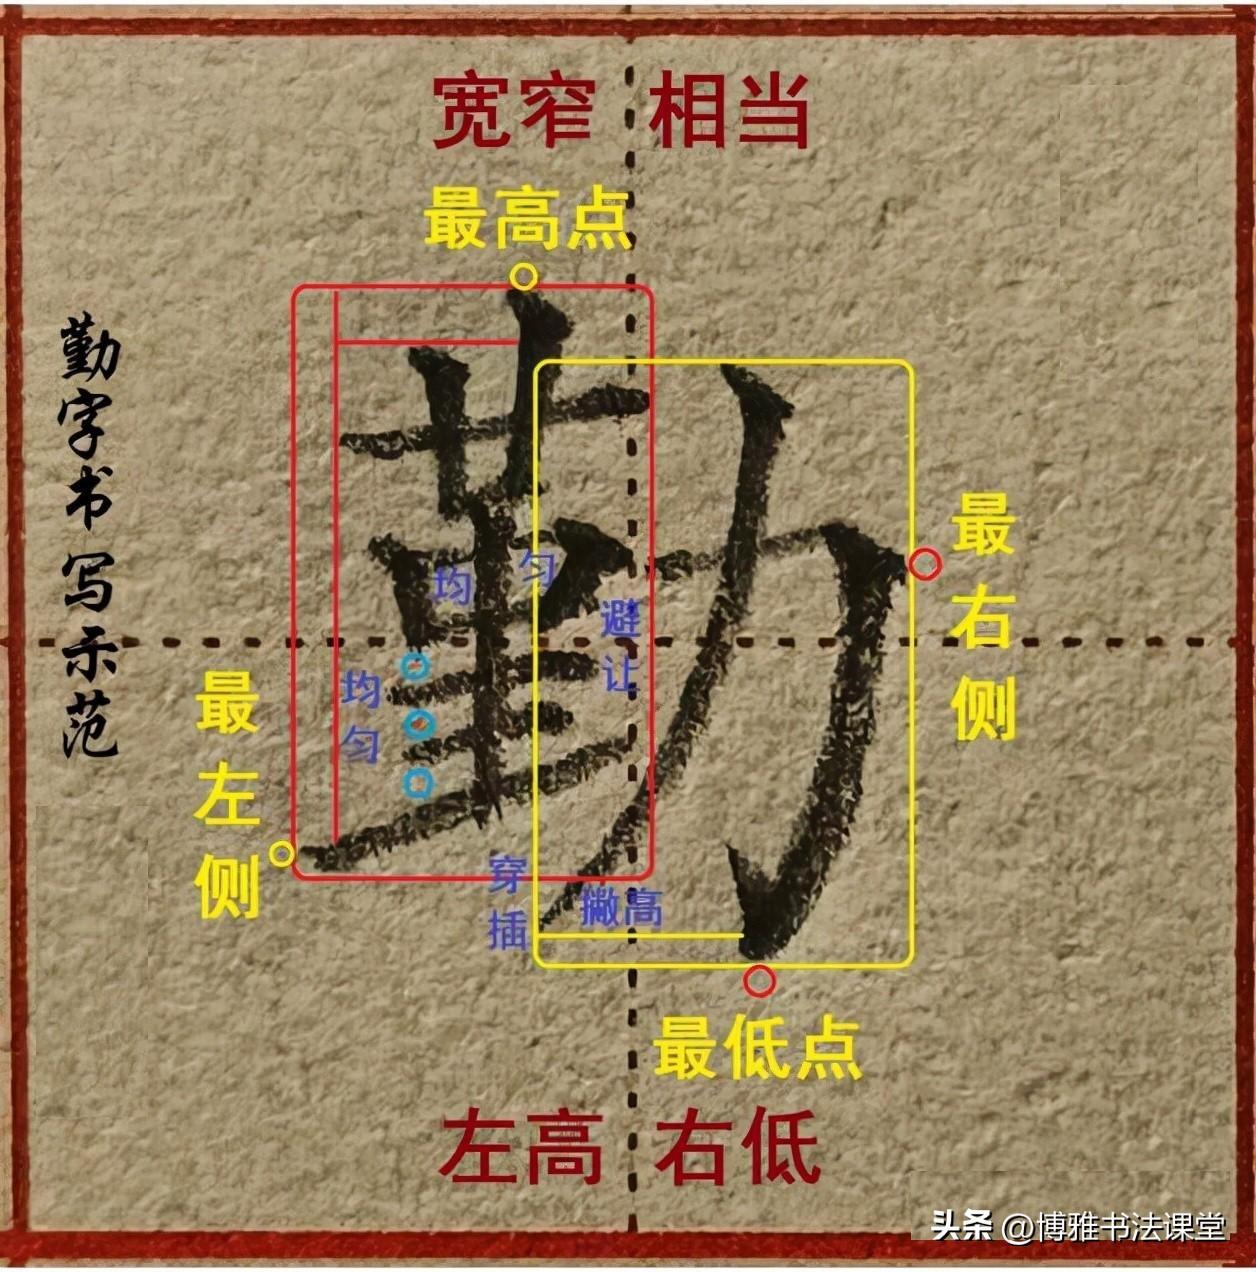 宽窄 相当
最高点
勤字书写示范
勤
均匀
避让
均匀
最右侧
最左侧
穿插
撇高
最低点
左高 右低
头条 @博雅书法课堂